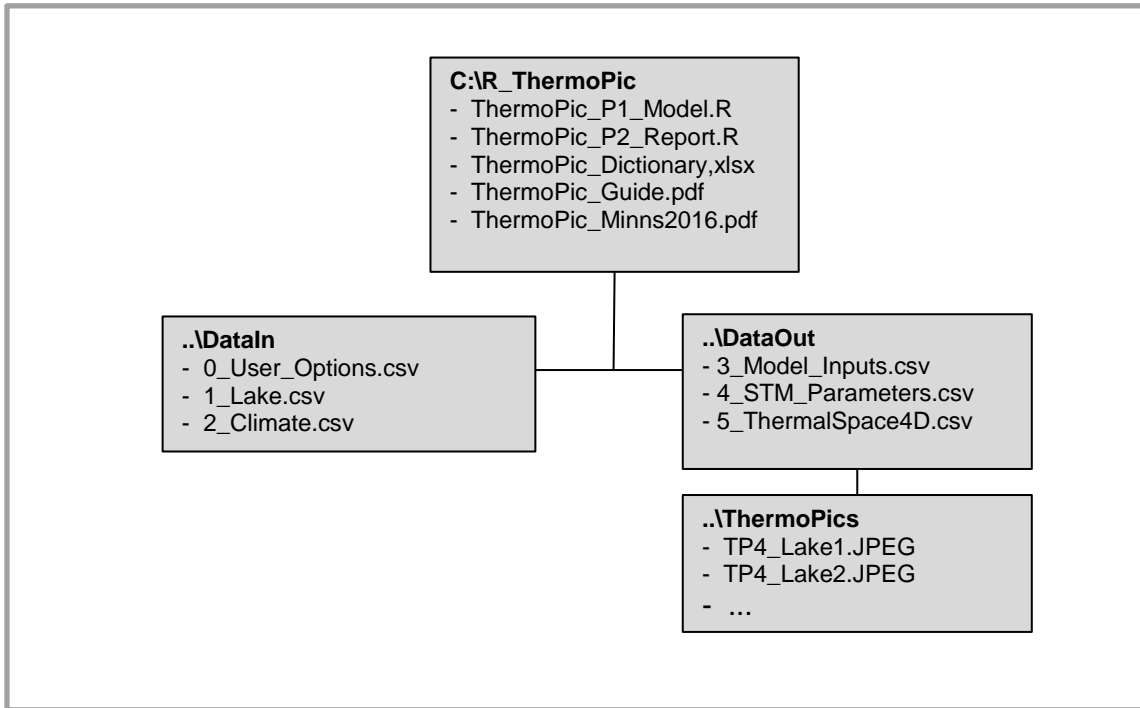 C:\R_ThermoPic
- ThermoPic_P1_Model.R
- ThermoPic_P2_Report.R
- ThermoPic_Dictionary,xlsx
- ThermoPic_Guide.pdf
- ThermoPic_Minns2016.pdf
..\DataIn
- 0_User_Options.csv
- 1_Lake.csv
- 2_Climate.csv
..\DataOut
- 3_Model_Inputs.csv
- 4_STM_Parameters.csv
- 5_ThermalSpace4D.csv
..\ThermoPics
- TP4_Lake1.JPEG
- TP4_Lake2.JPEG
- ...